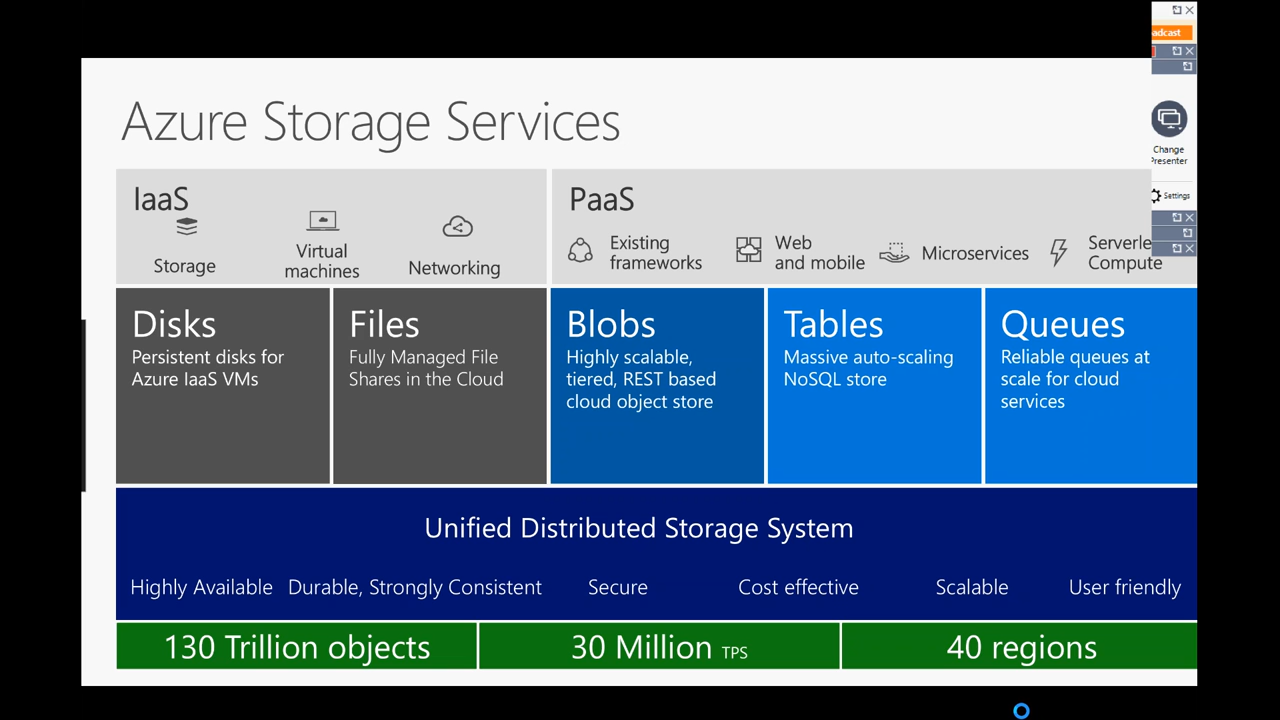 adcast
Change
Presenter
Settings
Azure Storage Services
IaaS
Storage
Virtual
machines
Networking
PaaS
Existing
frameworks
Web
and mobile
Microservices
Serverle
Compute
Disks
Persistent disks for
Azure IaaS VMs
Files
Fully Managed File
Shares in the Cloud
Blobs
Highly scalable,
tiered, REST based
cloud object store
Tables
Massive auto-scaling
NoSQL store
Queues
Reliable queues at
scale for cloud
services
Unified Distributed Storage System
Highly Available Durable, Strongly Consistent Secure Cost effective Scalable User friendly
130 Trillion objects 30 Million TPS 40 regions